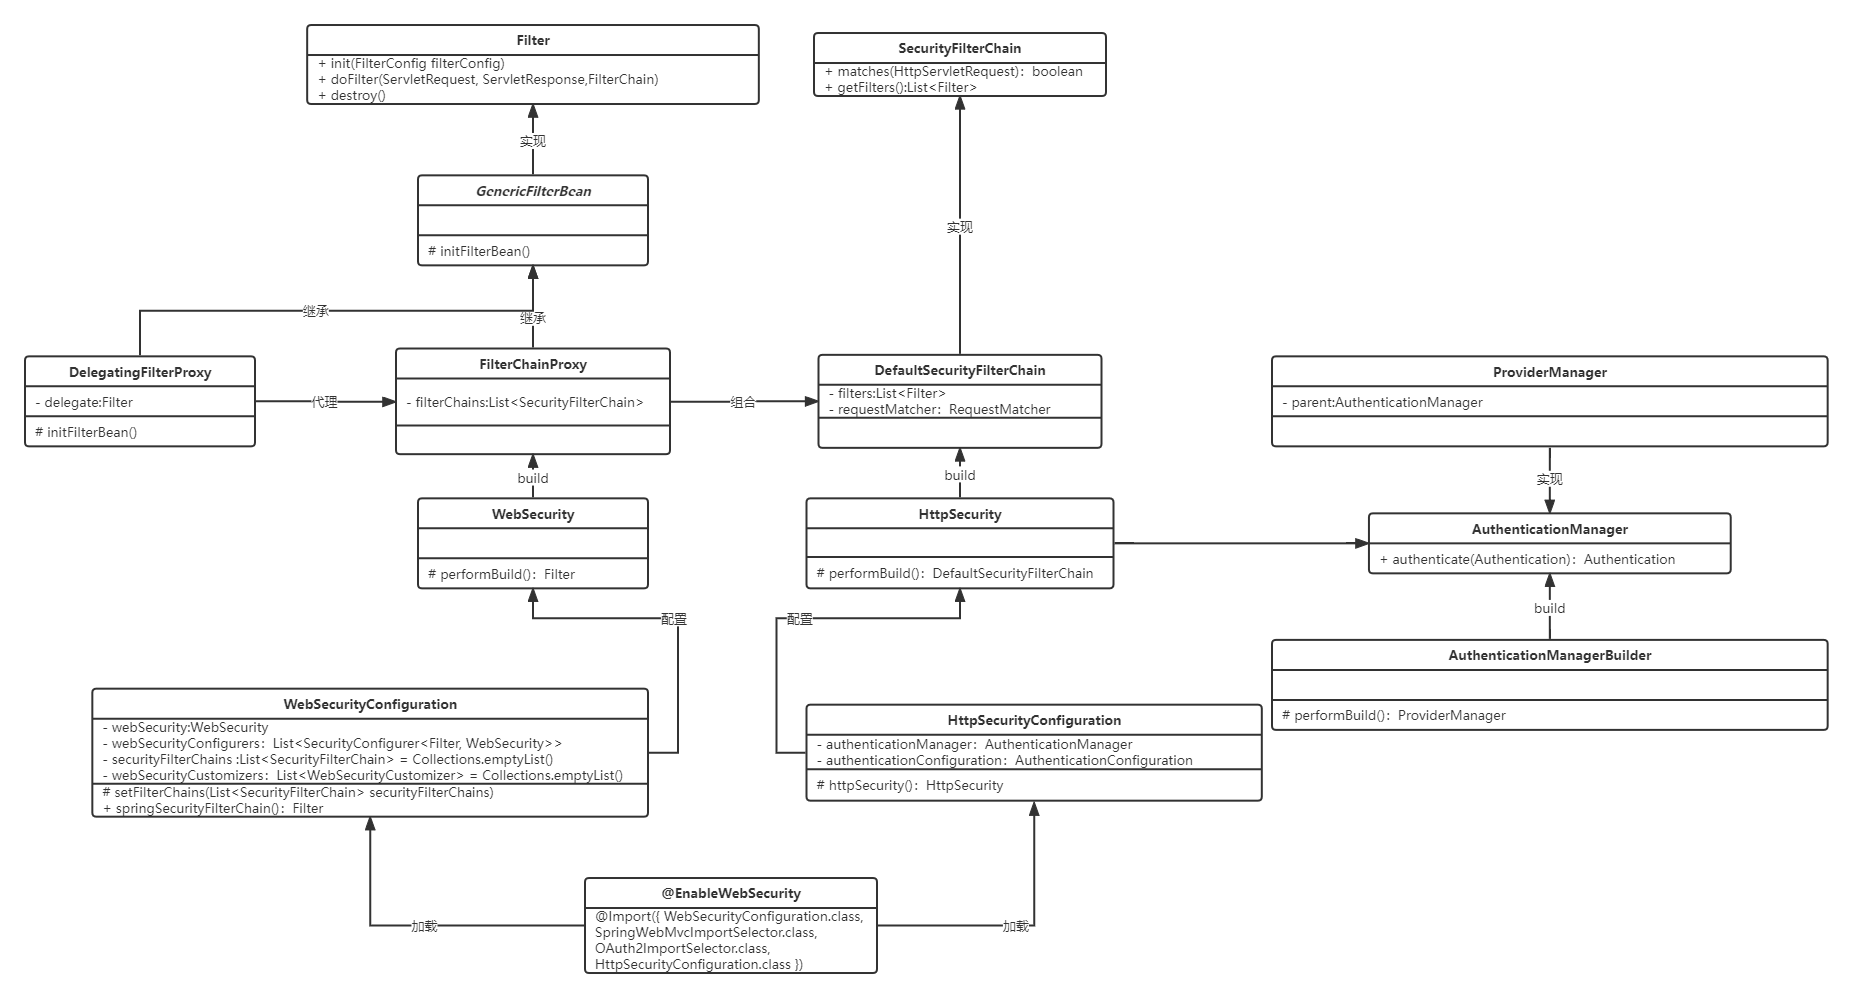 Filter
+ init(FilterConfig filterConfig)
+ doFilter(ServletRequest, ServletResponse,FilterChain)
+ destroy()
SecurityFilterChain
+ matches(HttpServletRequest)：boolean
+ getFilters():List<Filter>
实现
GenericFilterBean
# initFilterBean()
实现
继承
继承
DelegatingFilterProxy
- delegate:Filter
# initFilterBean()
代理
FilterChainProxy
- filterChains:List<SecurityFilterChain>
组合
DefaultSecurityFilterChain
- filters:List<Filter>
- requestMatcher：RequestMatcher
ProviderManager
- parent:AuthenticationManager
build
build
实现
WebSecurity
# performBuild()：Filter
HttpSecurity
# performBuild()：DefaultSecurityFilterChain
AuthenticationManager
+ authenticate(Authentication)：Authentication
配置
配置
build
AuthenticationManagerBuilder
# performBuild()：ProviderManager
WebSecurityConfiguration
- webSecurity:WebSecurity
- webSecurityConfigurers：List<SecurityConfigurer<Filter, WebSecurity>>
- securityFilterChains :List<SecurityFilterChain> = Collections.emptyList()
- webSecurityCustomizers：List<WebSecurityCustomizer> = Collections.emptyList()
# setFilterChains(List<SecurityFilterChain> securityFilterChains)
+ springSecurityFilterChain()：Filter
HttpSecurityConfiguration
- authenticationManager：AuthenticationManager
- authenticationConfiguration：AuthenticationConfiguration
# httpSecurity()：HttpSecurity
加载
@EnableWebSecurity
@Import({ WebSecurityConfiguration.class,
SpringWebMvcImportSelector.class,
OAuth2ImportSelector.class,
HttpSecurityConfiguration.class })
加载